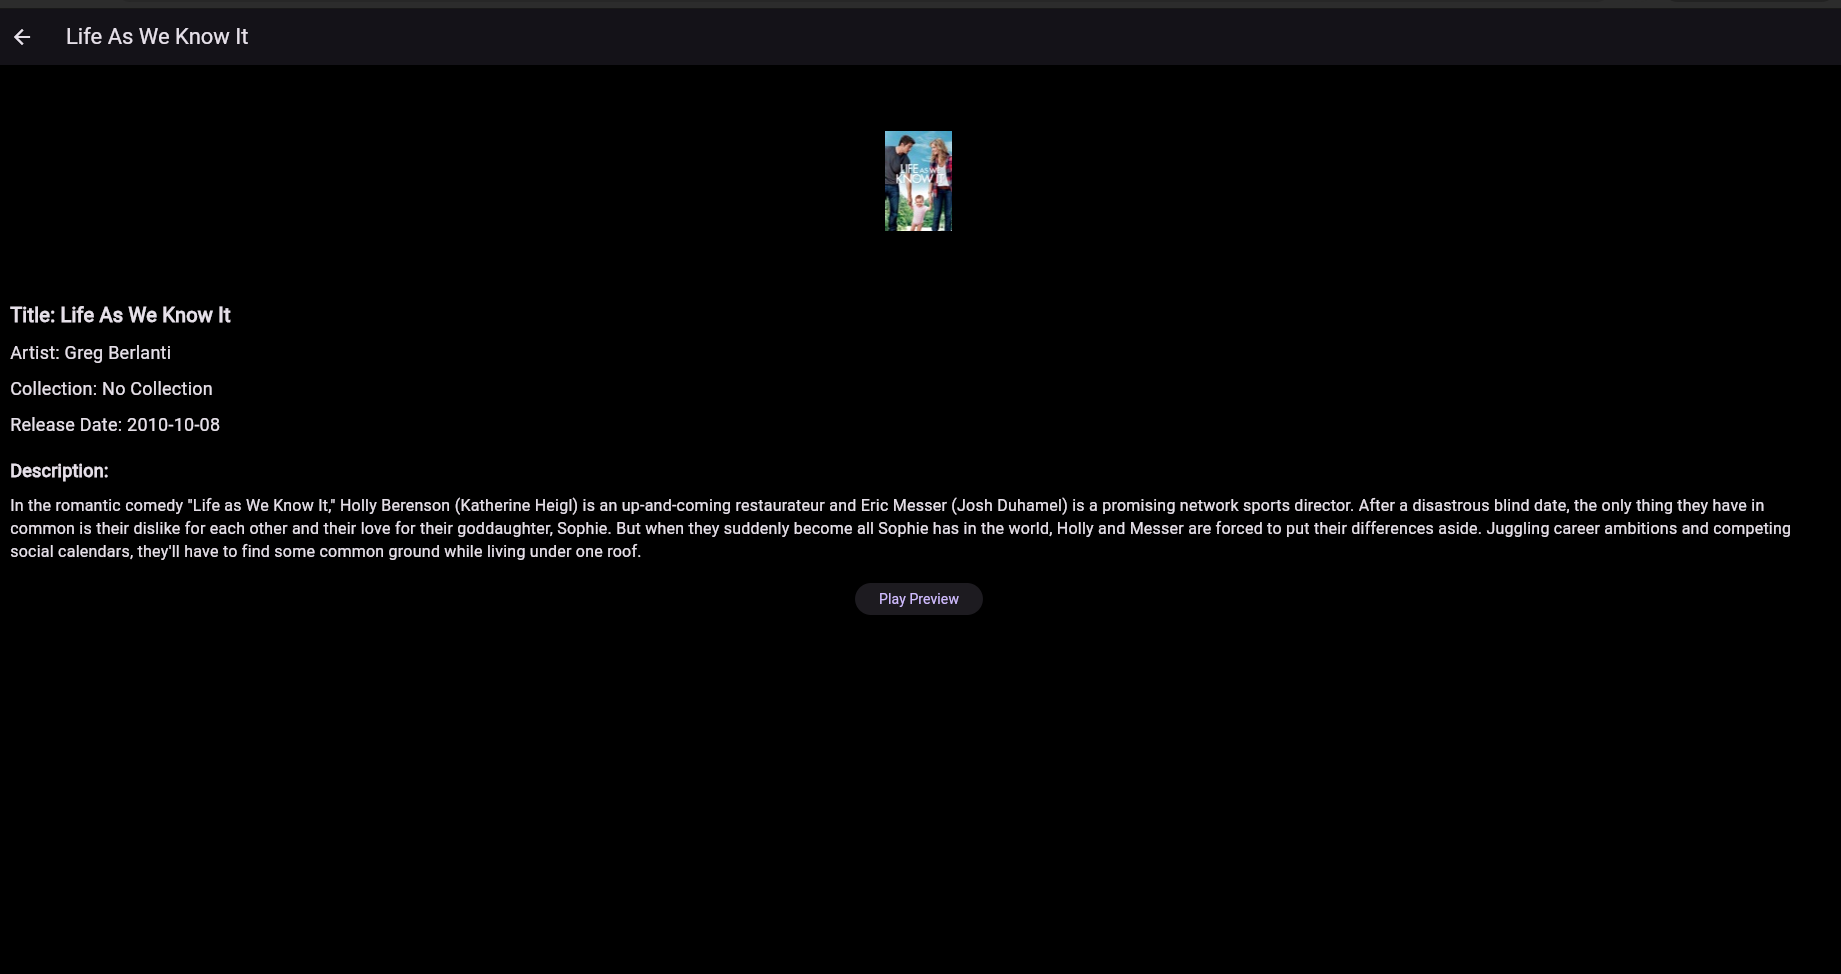 Life As We Know It
LIFE AS WE
KNOW IT
Title: Life As We Know It
Artist: Greg Berlanti
Collection: No Collection
Release Date: 2010-10-08
Description:
In the romantic comedy "Life as We Know It," Holly Berenson (Katherine Heigl) is an up-and-coming restaurateur and Eric Messer (Josh Duhamel) is a promising network sports director. After a disastrous blind date, the only thing they have in
common is their dislike for each other and their love for their goddaughter, Sophie. But when they suddenly become all Sophie has in the world, Holly and Messer are forced to put their differences aside. Juggling career ambitions and competing
social calendars, they'll have to find some common ground while living under one roof.
Play Preview